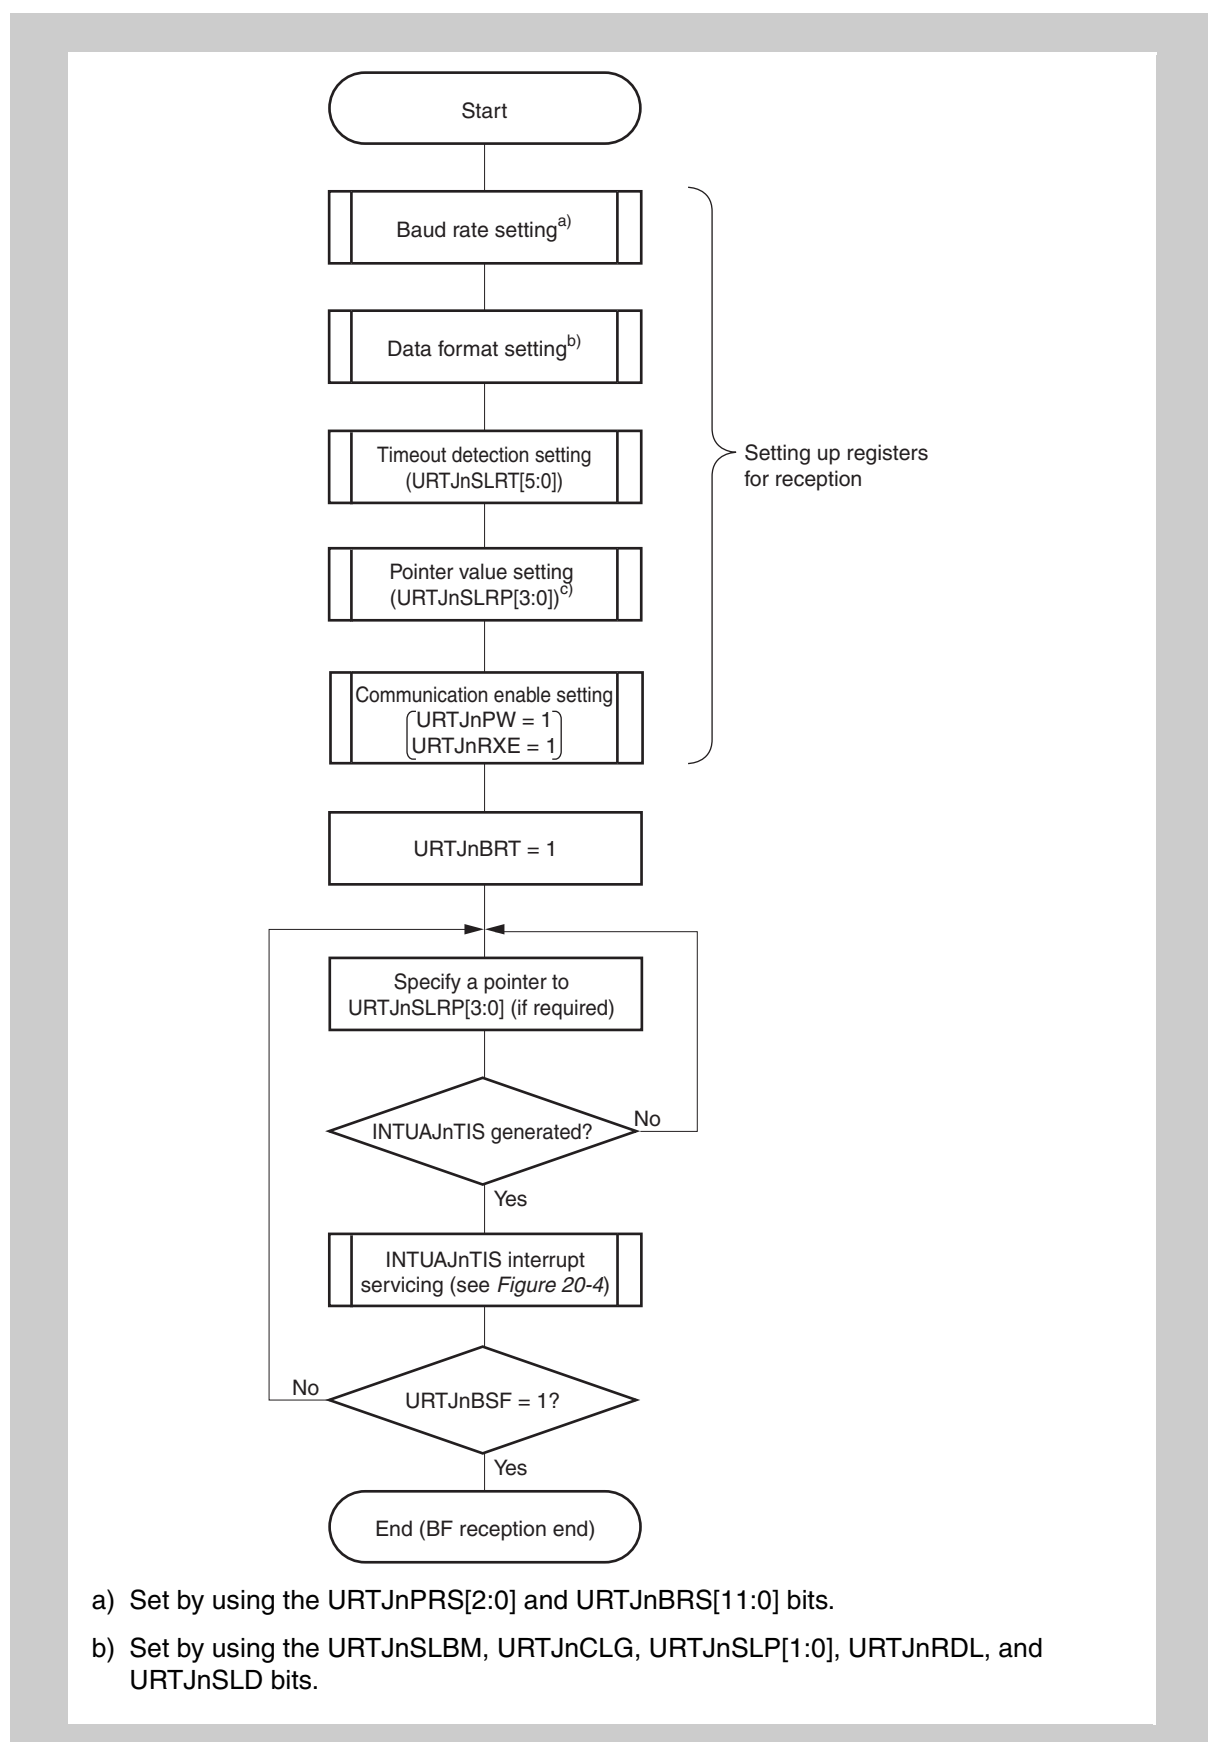 Start
Baud rate setting a)
Data format setting b)
Timeout detection setting
(URTJnSLRT[5:0])
Setting up registers
for reception
Pointer value setting
(URTJnSLRP[3:0]) c)
Communication enable setting
URTJnPW = 1
URTJnRXE = 1
URTJnBRT = 1
Specify a pointer to
URTJnSLRP[3:0] (if required)
INTUAJnTIS generated?
No
Yes
INTUAJnTIS interrupt
servicing (see Figure 20-4)
No
URTJnBSF = 1?
Yes
End (BF reception end)
a) Set by using the URTJnPRS[2:0] and URTJnBRS[11:0] bits.
b) Set by using the URTJnSLBM, URTJnCLG, URTJnSLP[1:0], URTJnRDL, and
URTJnSLD bits.